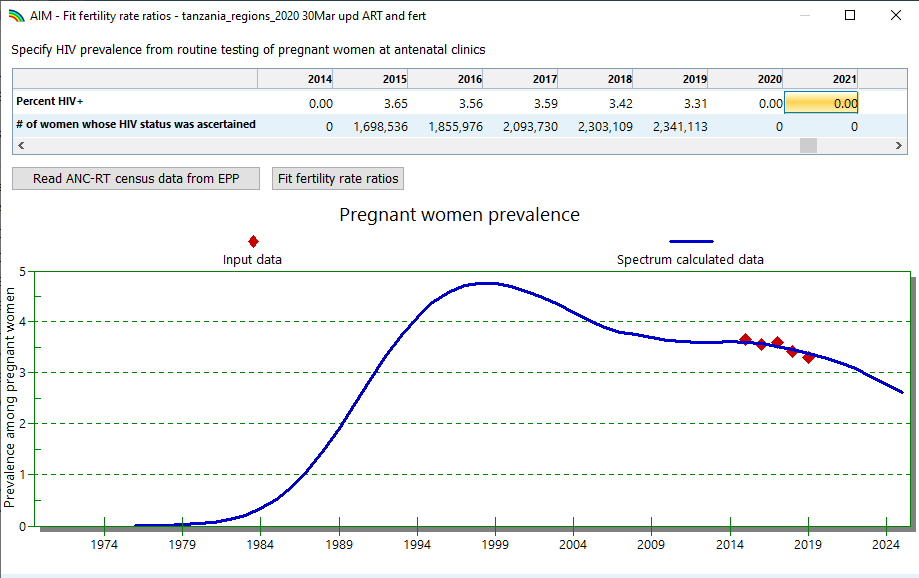 AIM - Fit fertility rate ratios - tanzania_regions_2020 30Mar upd ART and fert
Specify HIV prevalence from routine testing of pregnant women at antenatal clinics
2014 2015 2016 2017 2018 2019 2020 2021
Percent HIV+ 0.00 3.65 3.56 3.59 3.42 3.31 0.00 0.00
# of women whose HIV status was ascertained 0 1,698,536 1,855,976 2,093,730 2,303,109 2,341,113 0 0
Read ANC-RT census data from EPP Fit fertility rate ratios
Pregnant women prevalence
Input data Spectrum calculated data
Prevalence among pregnant women
5
4
3
2
1
0
1974 1979 1984 1989 1994 1999 2004 2009 2014 2019 2024